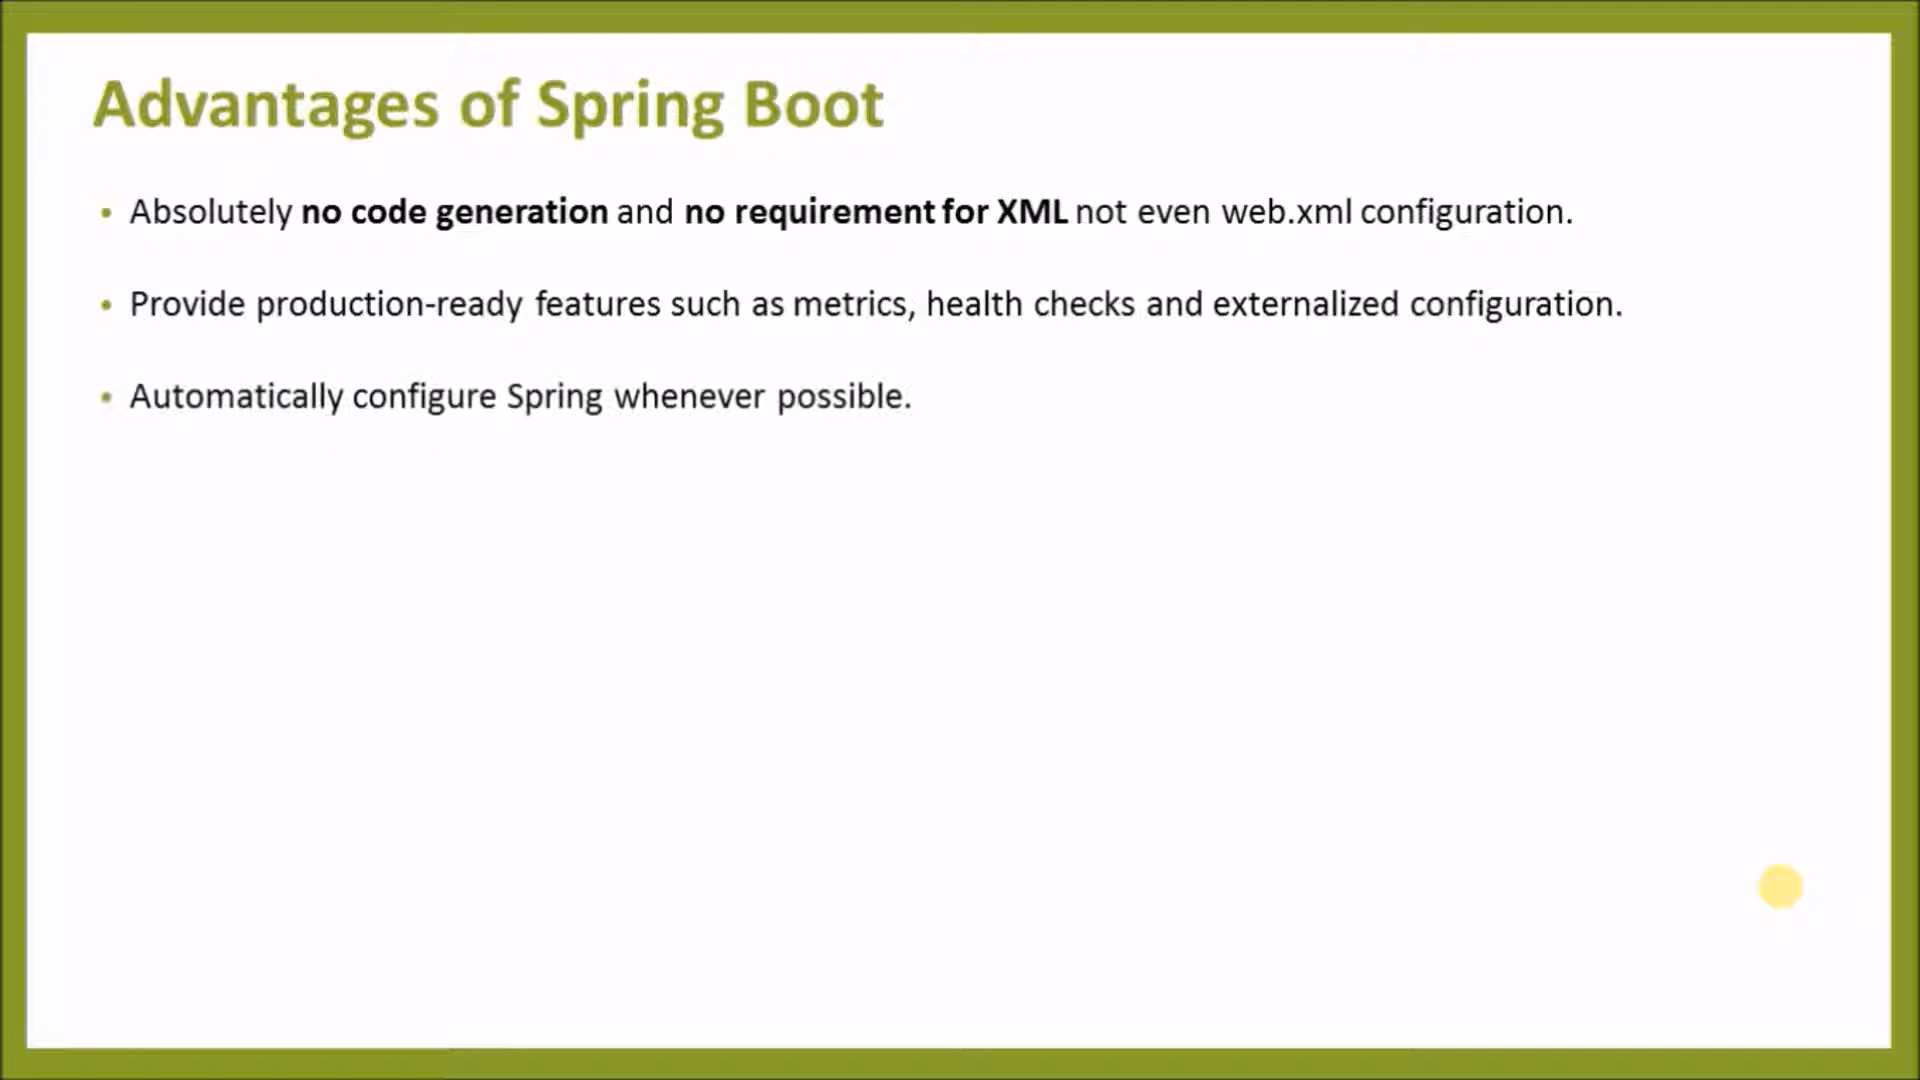 Advantages of Spring Boot
• Absolutely no code generation and no requirement for XML not even web.xml configuration.
• Provide production-ready features such as metrics, health checks and externalized configuration.
• Automatically configure Spring whenever possible.